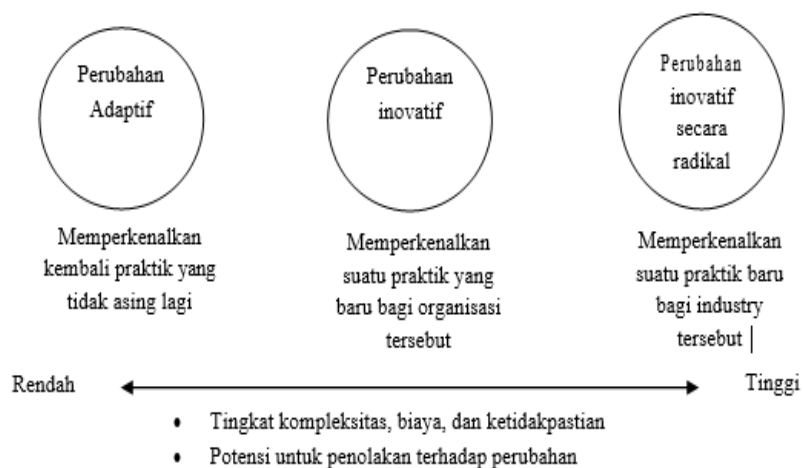 Perubahan
Adaptif
Perubahan
inovatif
Perubahan
inovatif
secara
radikal
Memperkenalkan
kembali praktik yang
tidak asing lagi
Memperkenalkan
suatu praktik yang
baru bagi organisasi
tersebut
Memperkenalkan
suatu praktik baru
bagi industry
tersebut
Rendah
Tinggi
• Tingkat kompleksitas, biaya, dan ketidakpastian
• Potensi untuk penolakan terhadap perubahan